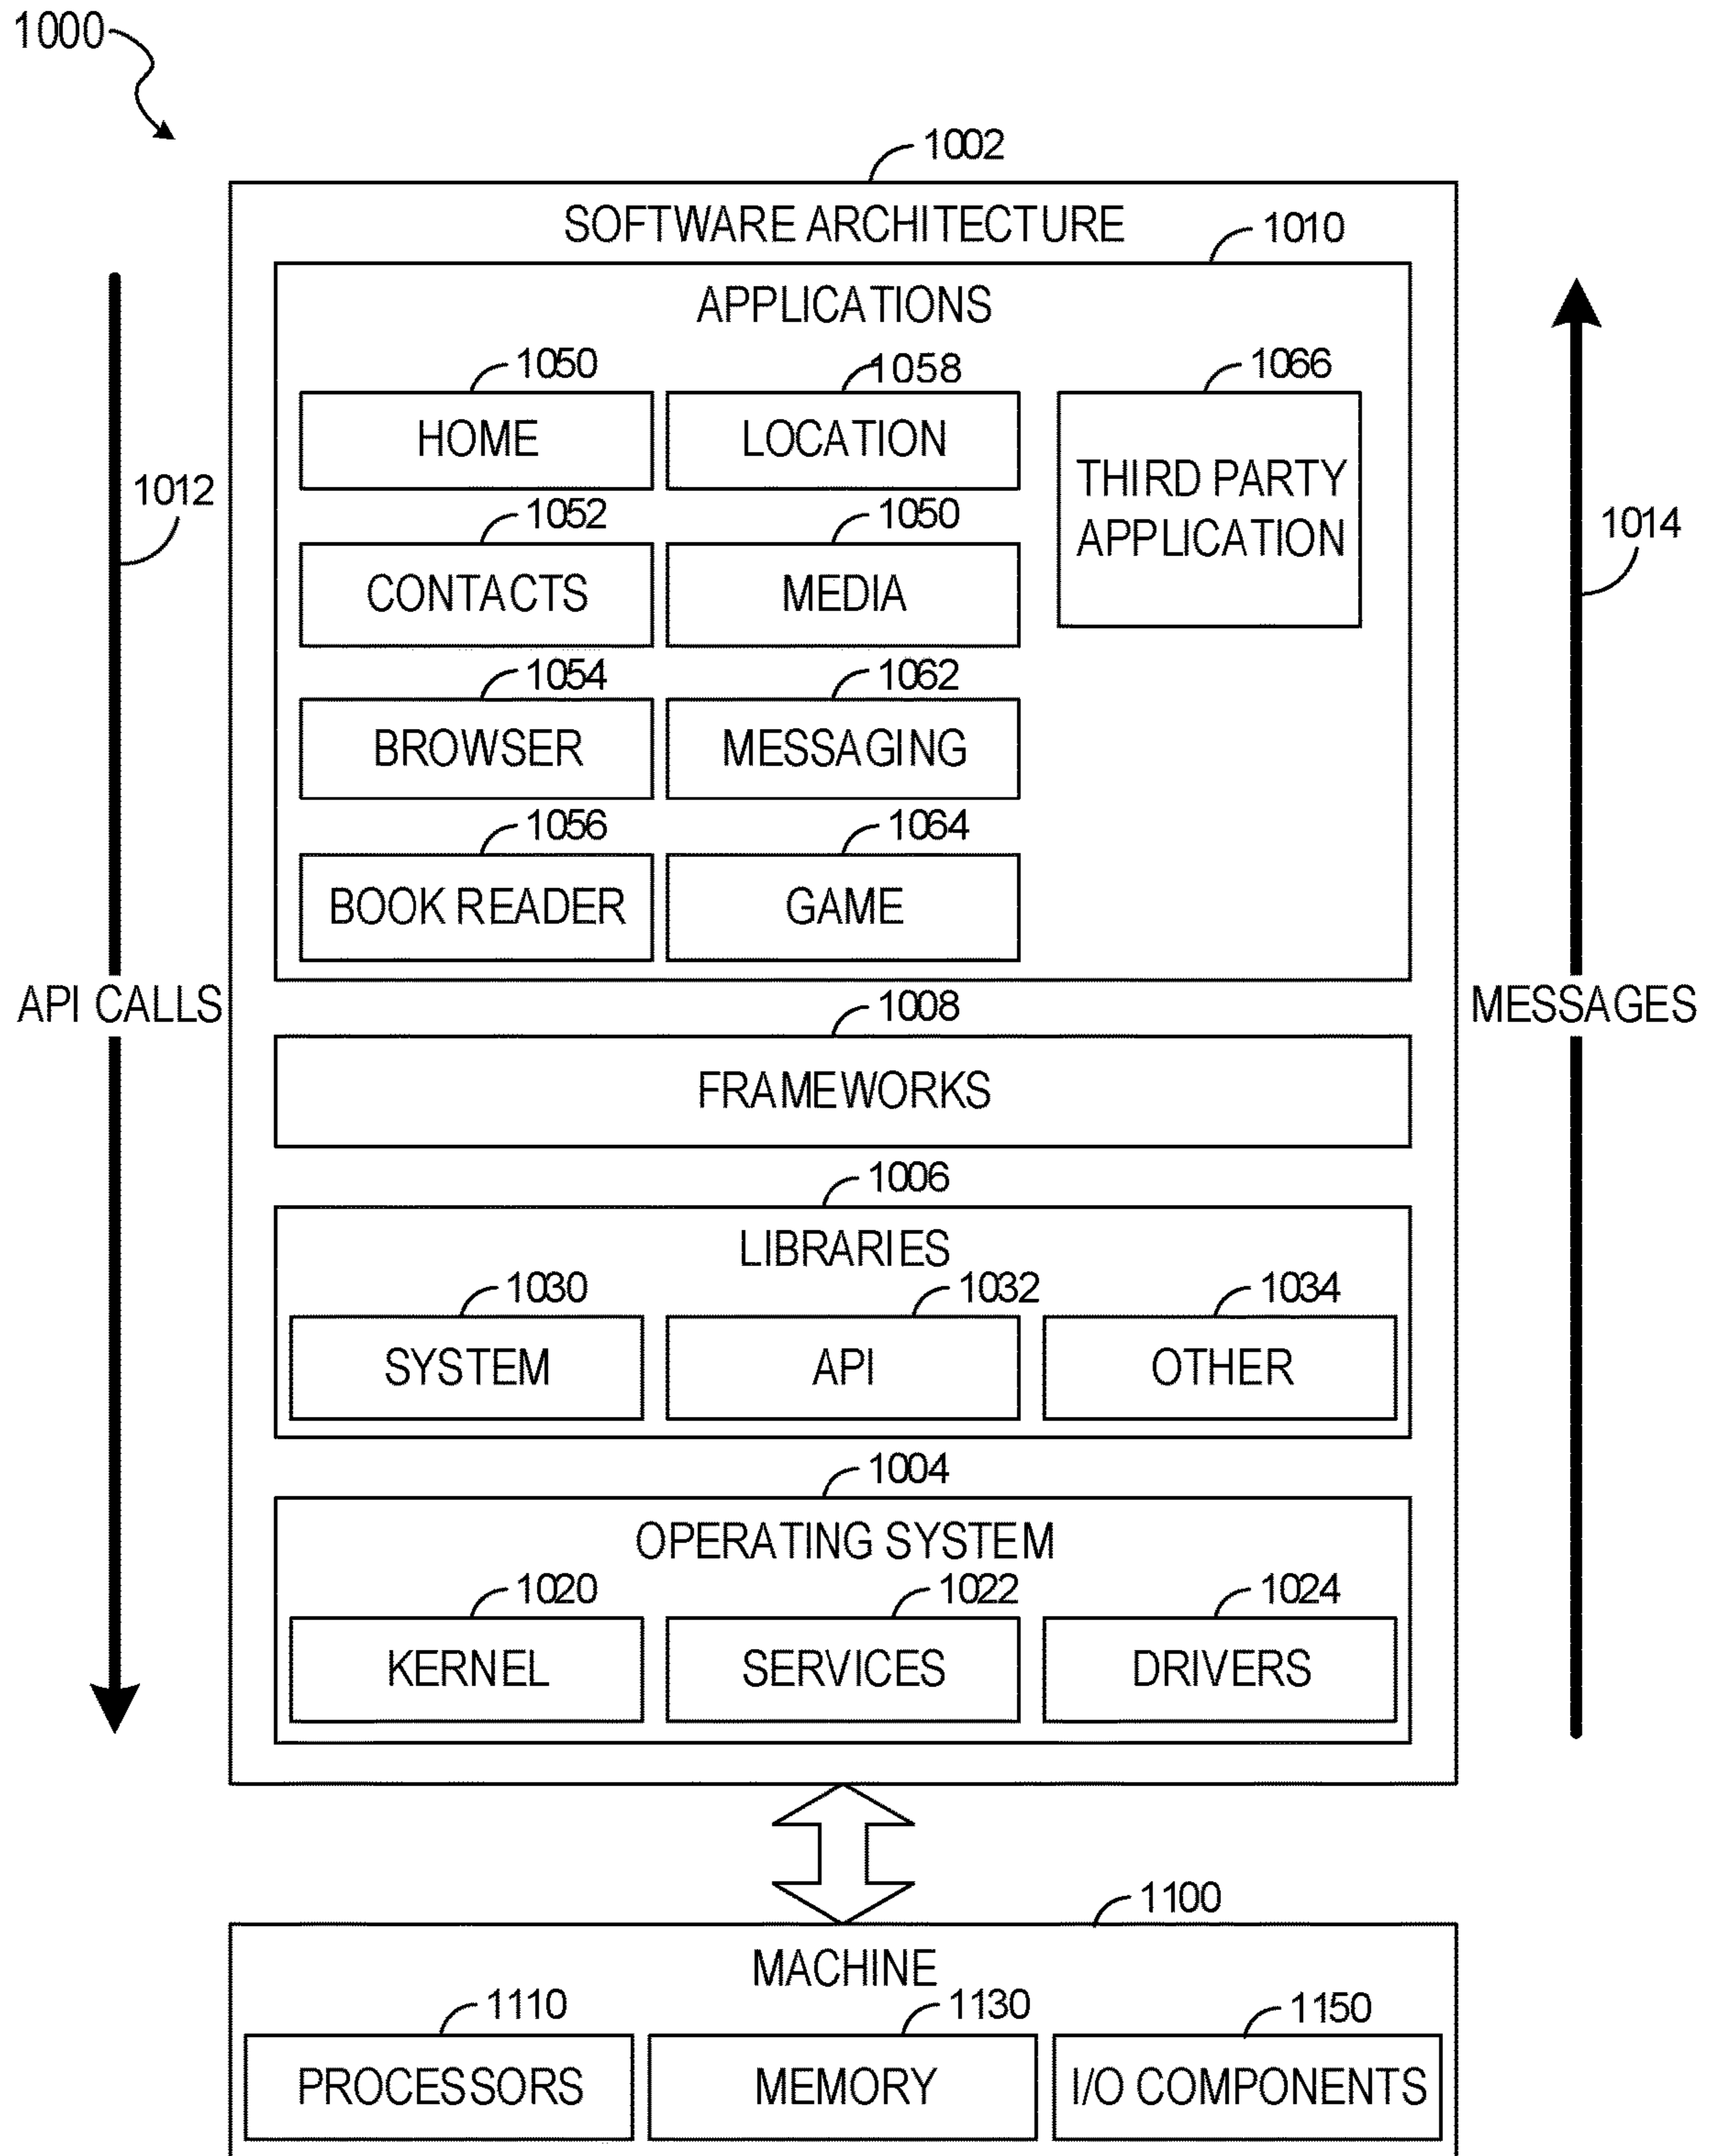 1000
1002
SOFTWARE ARCHITECTURE
1010
APPLICATIONS
1050
1058
1066
HOME
LOCATION
THIRD PARTY
APPLICATION
1012
1014
1052
1050
CONTACTS
MEDIA
1054
1062
BROWSER
MESSAGING
1056
1064
BOOK READER
GAME
API CALLS
MESSAGES
1008
FRAMEWORKS
1006
LIBRARIES
1030
1032
1034
SYSTEM
API
OTHER
1004
OPERATING SYSTEM
1020
1022
1024
KERNEL
SERVICES
DRIVERS
1100
MACHINE
1110
1130
1150
PROCESSORS
MEMORY
I/O COMPONENTS